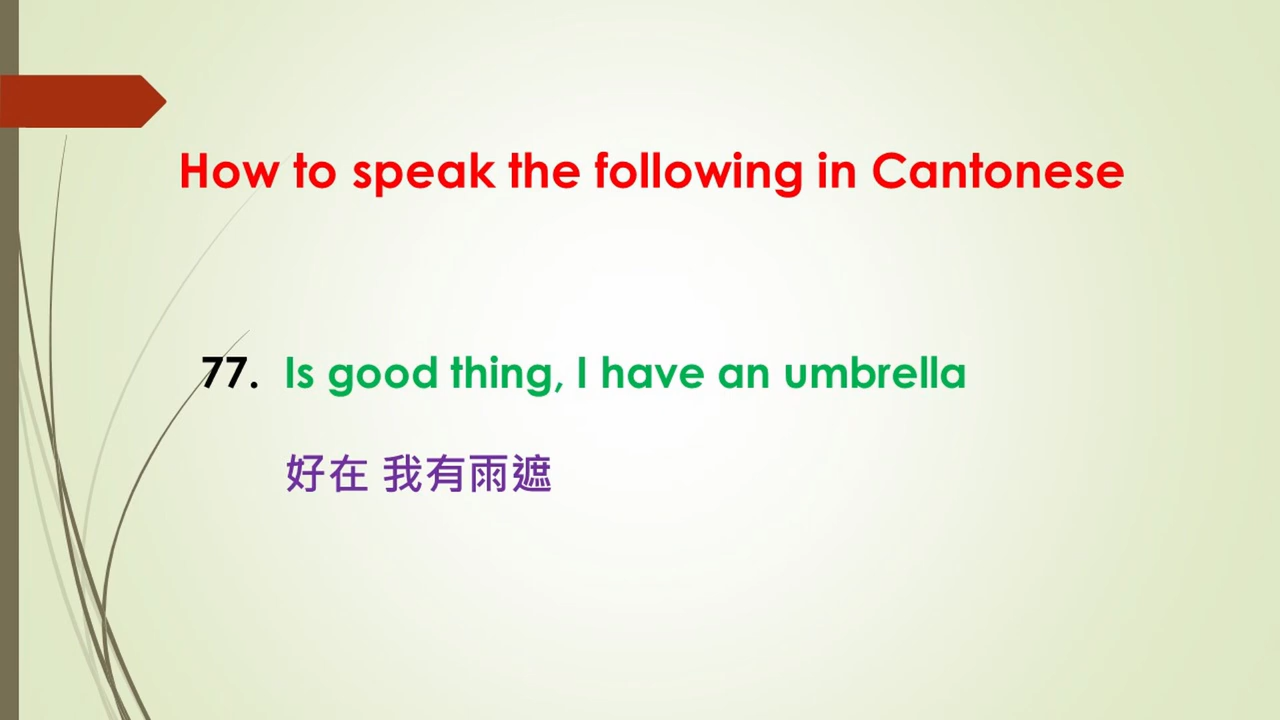 How to speak the following in Cantonese
77. Is good thing, I have an umbrella
好在 我有雨遮